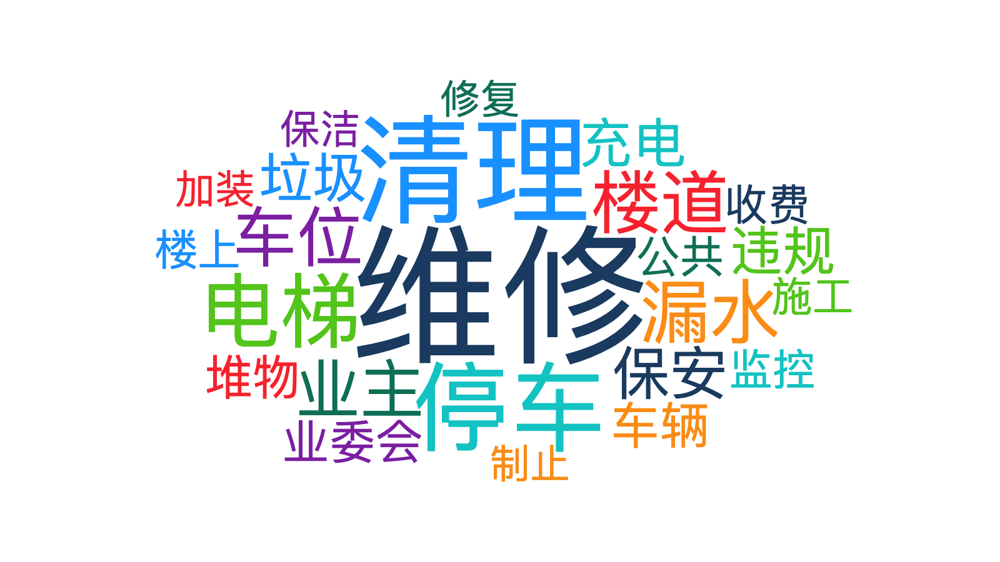 修复
保洁
清理
充电
垃圾
加装
楼道
收费
车位
楼上
维修
公共
违规
电梯
漏水
施工
堆物
业主
停车
保安
监控
业委会
车辆
制止